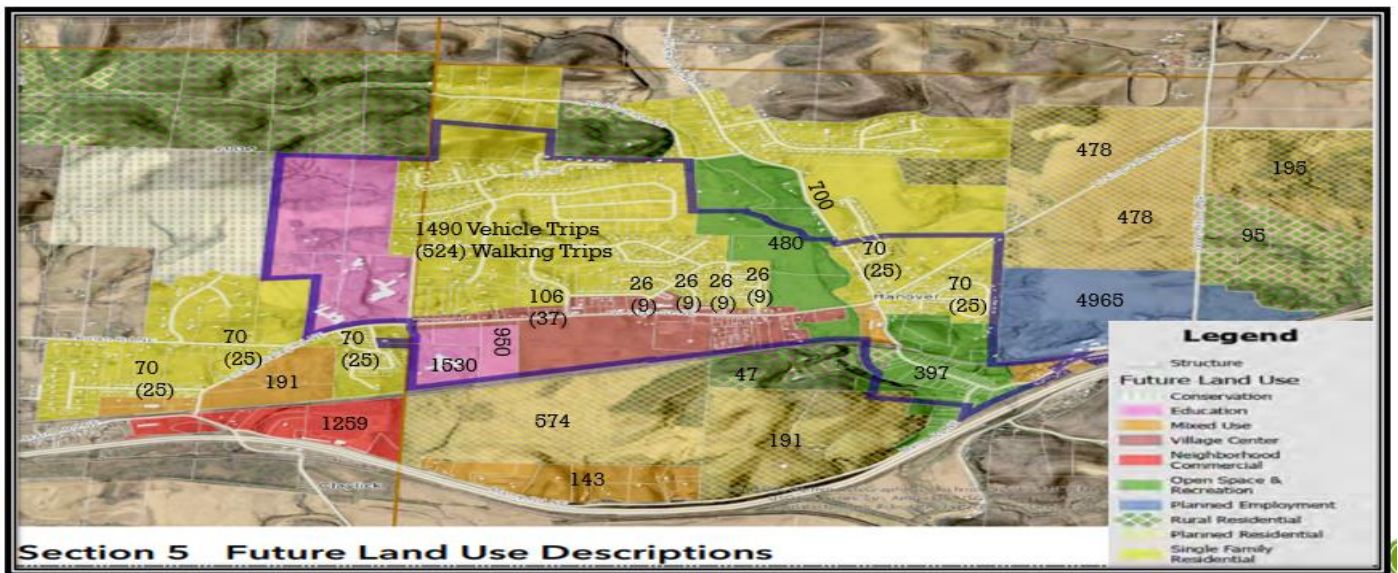 478
195
700
478
1490 Vehicle Trips
(524) Walking Trips
480
70
(25)
95
26
(9)
26
(9)
26
(9)
26
(9)
70
(25)
Hanover
4965
106
(37)
70
(25)
70
(25)
950
1530
70
(25)
191
47
397
1259
574
191
143
Claylick
Legend
Structure
Future Land Use
Conservation
Education
Mixed Use
Village Center
Neighborhood
Commercial
Open Space &
Recreation
Planned Employment
Rural Residential
Planned Residential
Single Family
Residential
Section 5 Future Land Use Descriptions